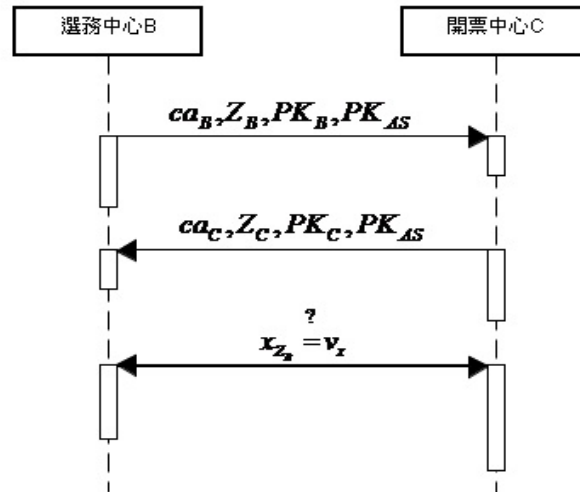 選務中心B
開票中心C
ca_B, Z_B, PK_B, PK_AS
ca_C, Z_C, PK_C, PK_AS
?
x_{Z_B} = v_x